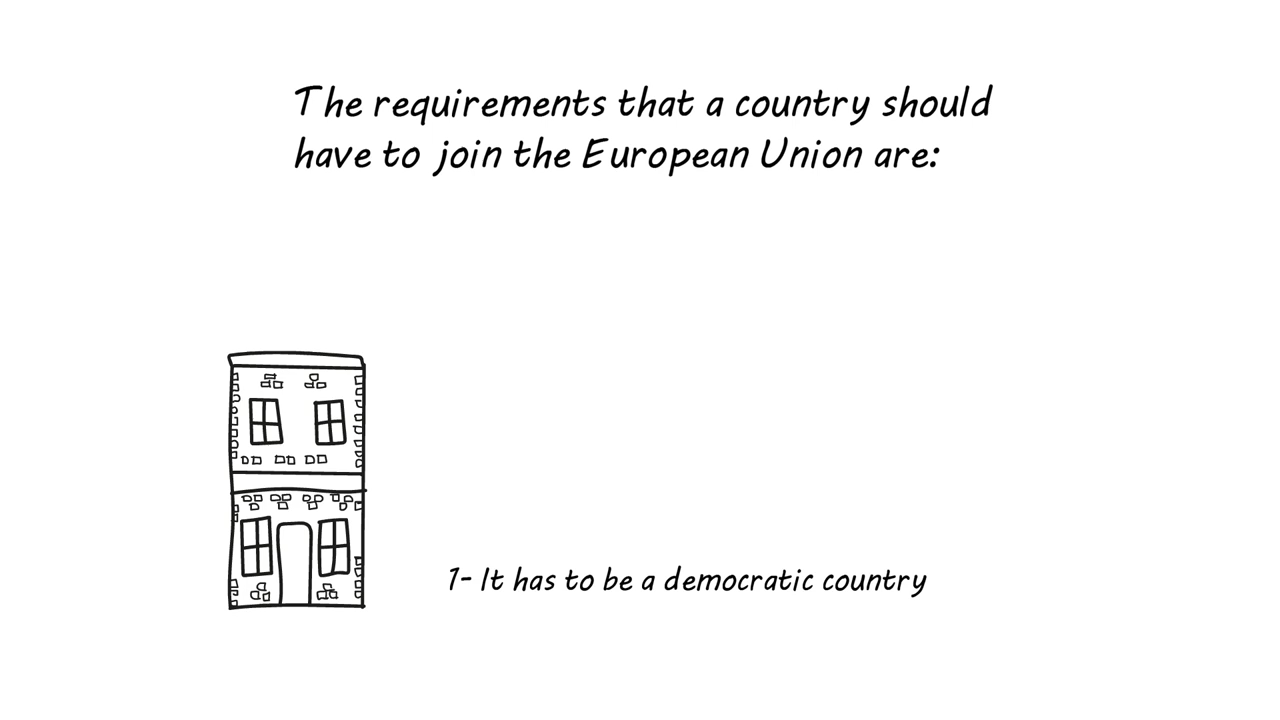 The requirements that a country should
have to join the European Union are:
1- It has to be a democratic country